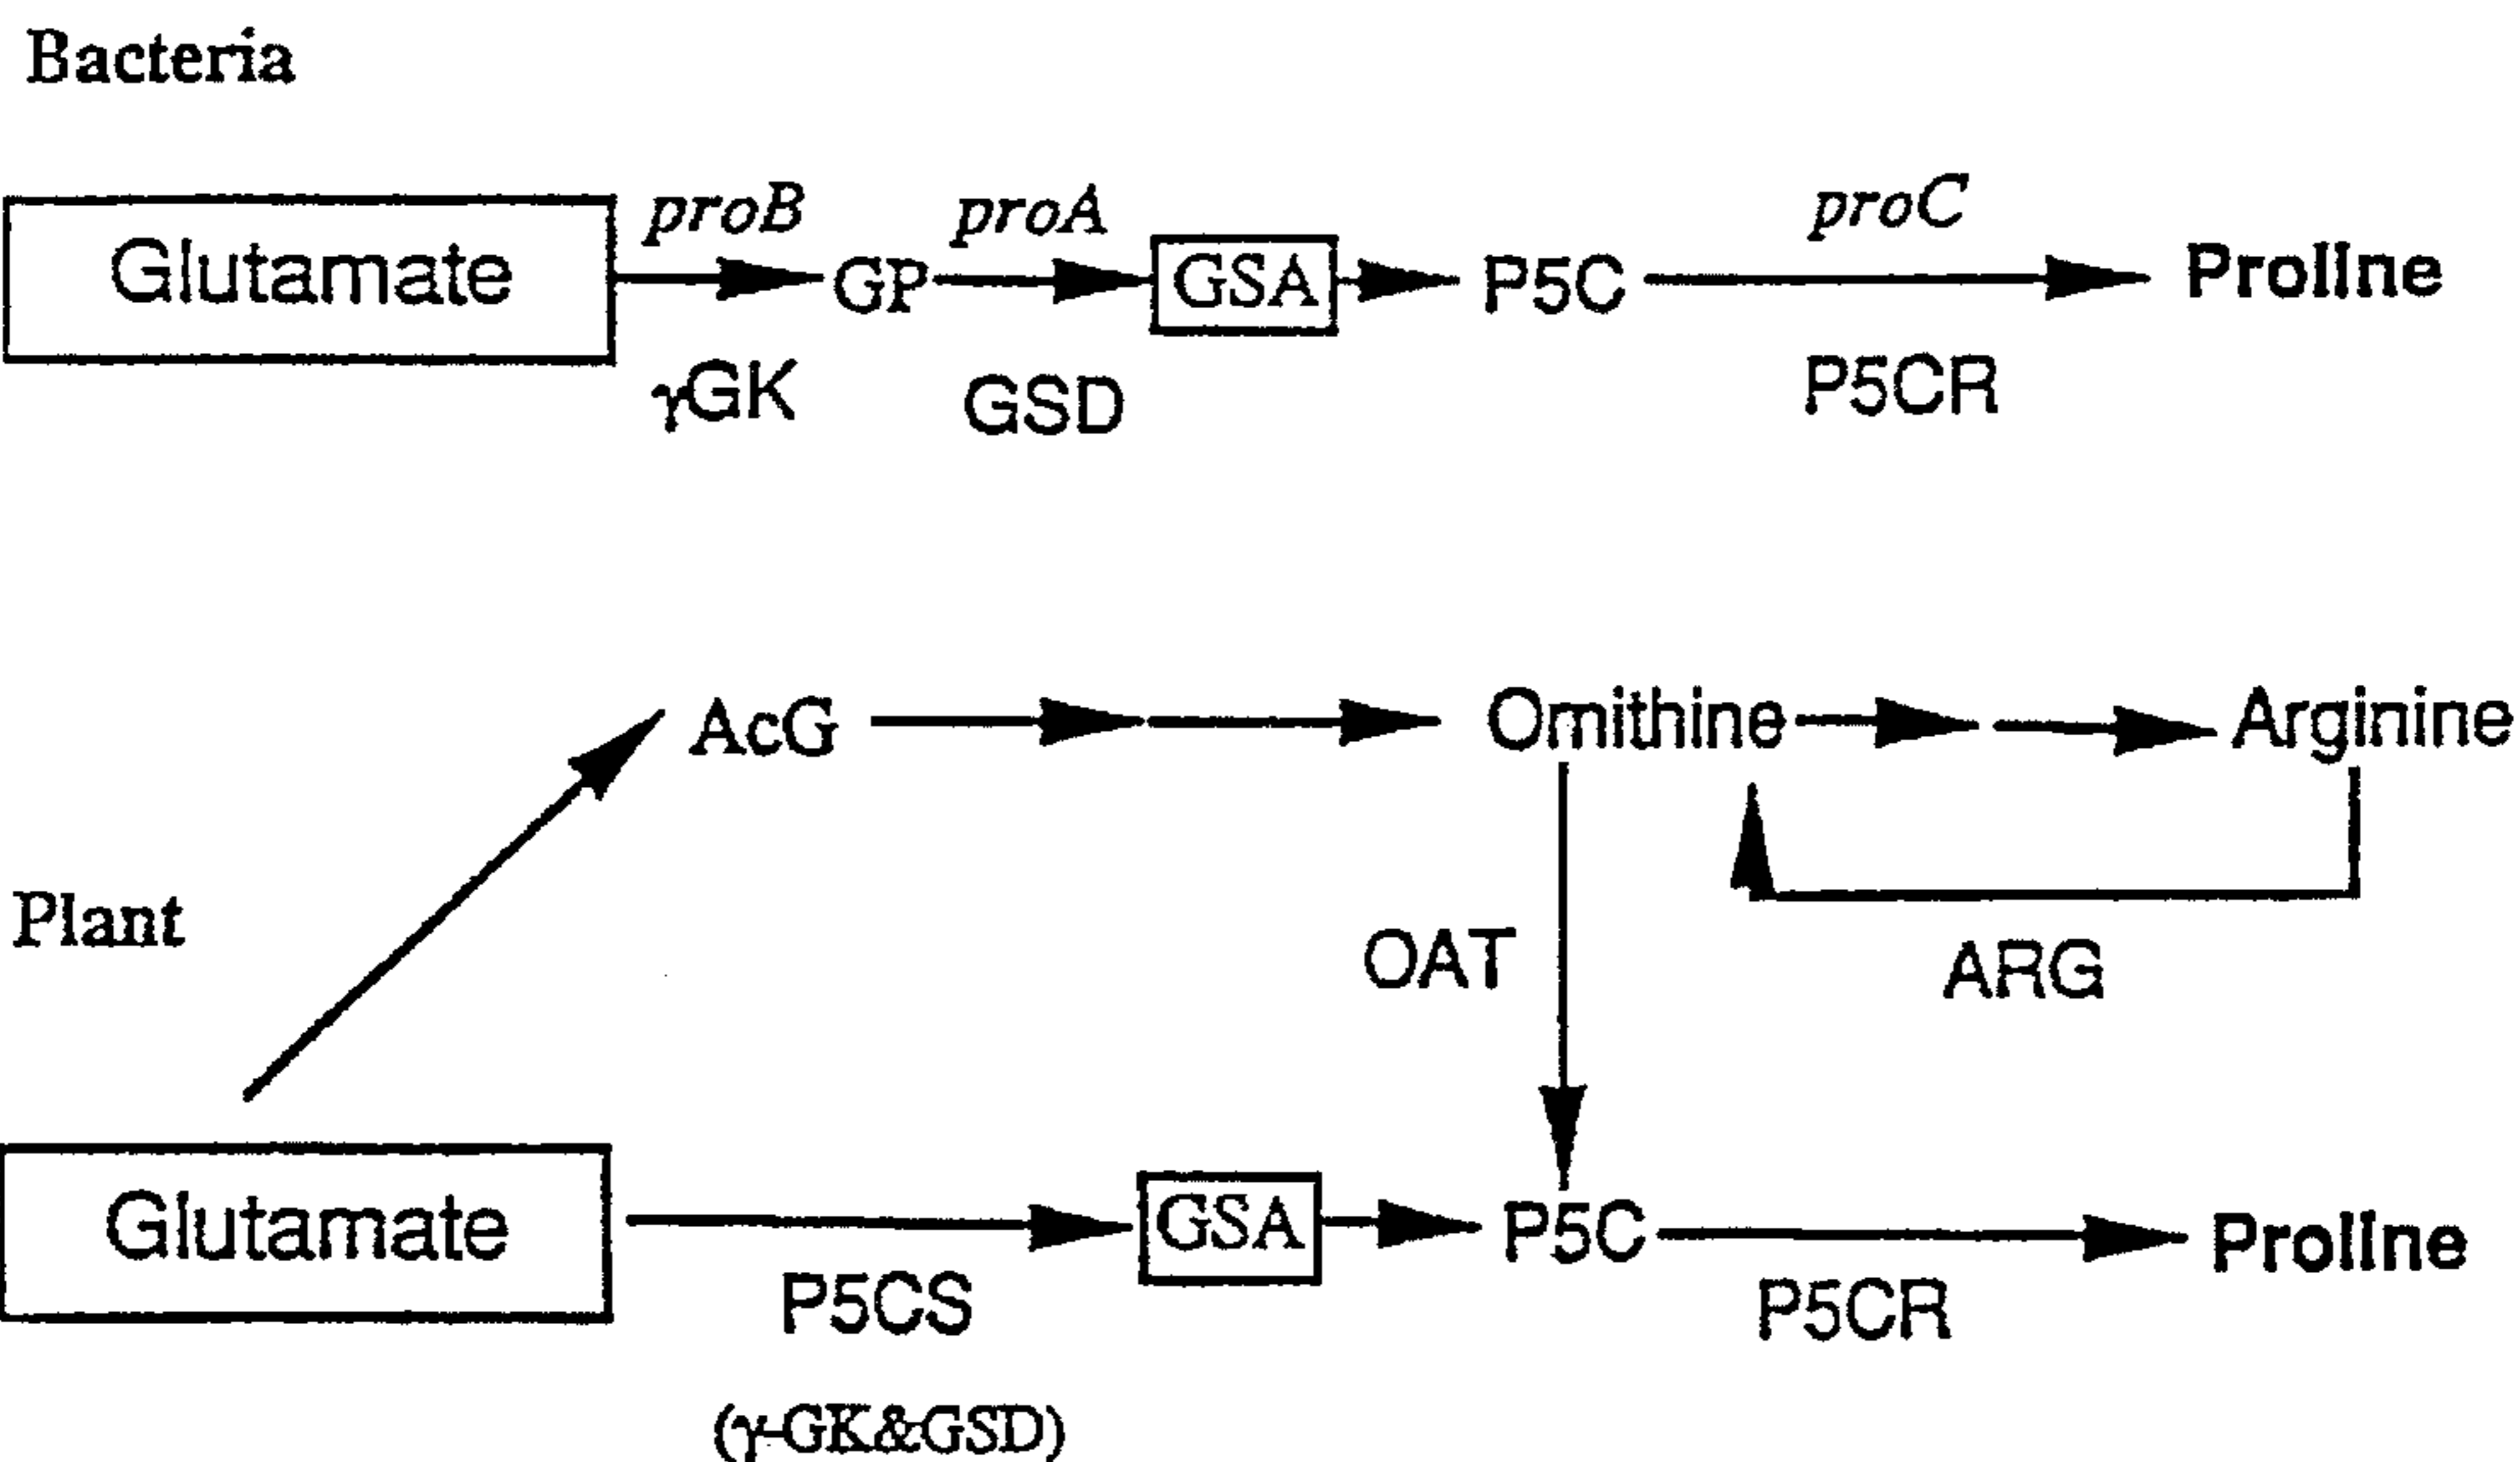 Bacteria
proB proA proC
Glutamate GP GSA P5C Proline
γGK GSD P5CR
AcG Ornithine Arginine
Plant
OAT ARG
Glutamate GSA P5C Proline
P5CS P5CR
(γ-GK&GSD)